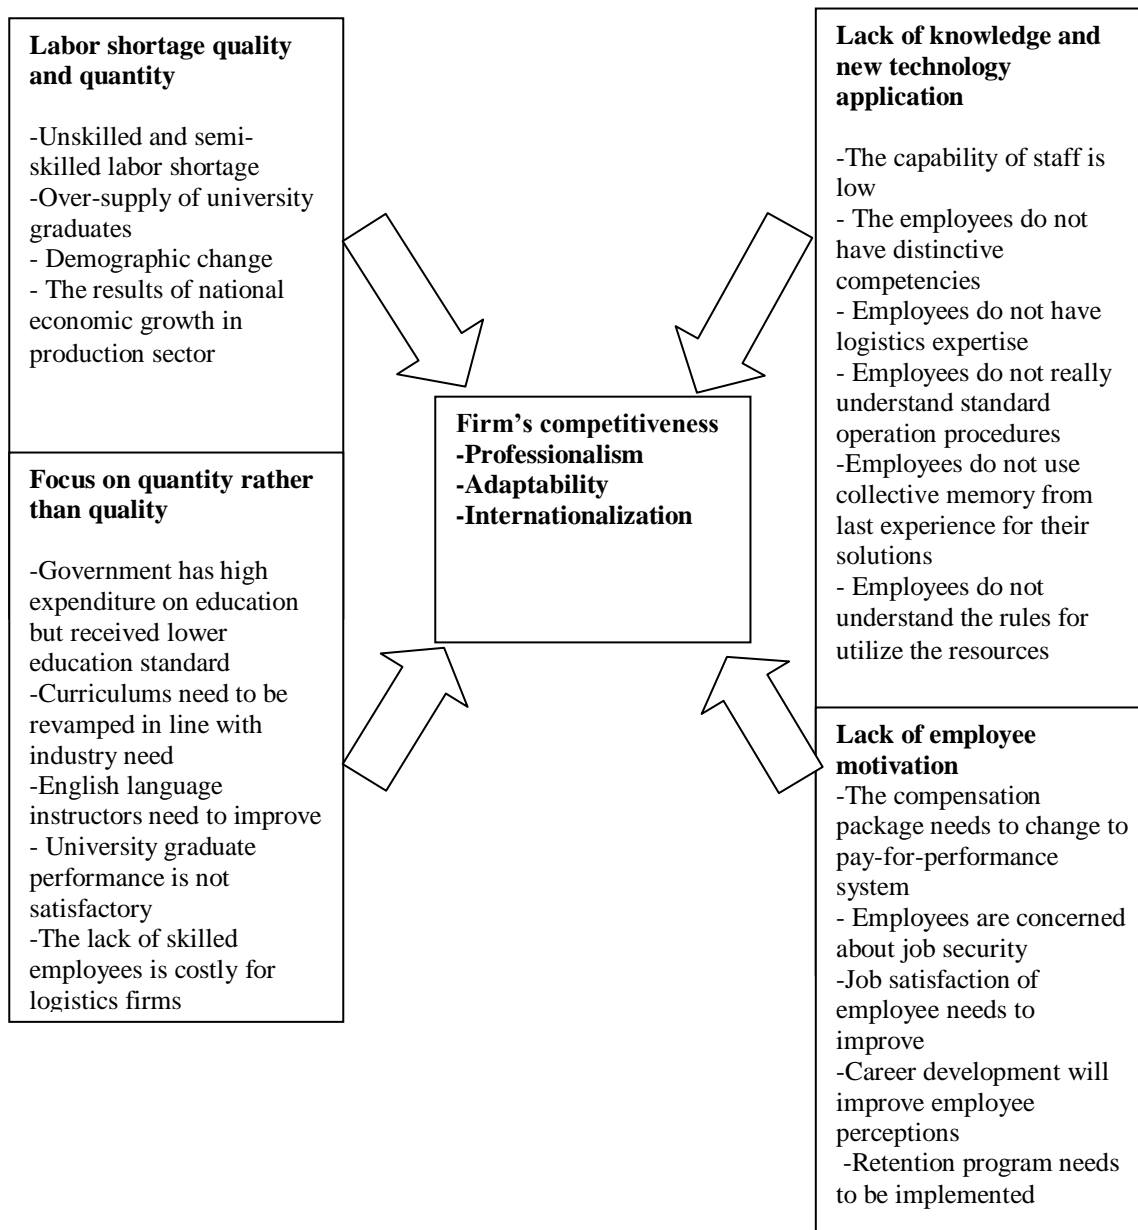 Labor shortage quality
and quantity
-Unskilled and semi-
skilled labor shortage
-Over-supply of university
graduates
- Demographic change
- The results of national
economic growth in
production sector
Focus on quantity rather
than quality
-Government has high
expenditure on education
but received lower
education standard
-Curriculums need to be
revamped in line with
industry need
-English language
instructors need to improve
- University graduate
performance is not
satisfactory
-The lack of skilled
employees is costly for
logistics firms
Firm’s competitiveness
-Professionalism
-Adaptability
-Internationalization
Lack of knowledge and
new technology
application
-The capability of staff is
low
- The employees do not
have distinctive
competencies
- Employees do not have
logistics expertise
- Employees do not really
understand standard
operation procedures
-Employees do not use
collective memory from
last experience for their
solutions
- Employees do not
understand the rules for
utilize the resources
Lack of employee
motivation
-The compensation
package needs to change to
pay-for-performance
system
- Employees are concerned
about job security
-Job satisfaction of
employee needs to
improve
-Career development will
improve employee
perceptions
-Retention program needs
to be implemented